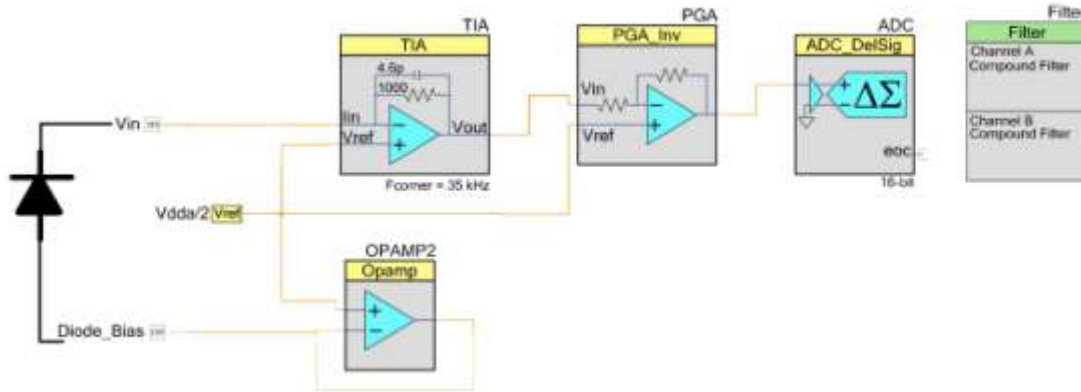 TIA
TIA
4.6p
1000
Iin
Vref
Vout
Fcorner = 35 kHz
PGA
PGA_Inv
Vin
Vref
ADC
ADC_DelSig
ΔΣ
eoc
16-bit
Filter
Channel A
Compound Filter
Channel B
Compound Filter
Vin
Vdda/2 Vref
OPAMP2
Opamp
Diode_Bias